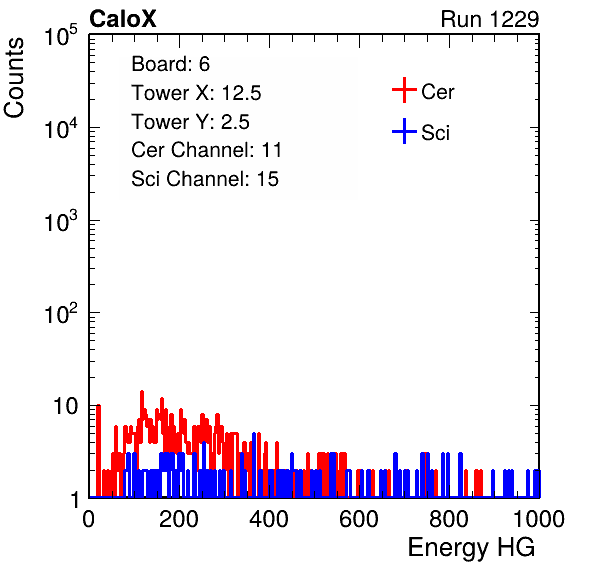 CaloX
Run 1229
Counts
10^5
10^4
10^3
10^2
10
1
Board: 6
Tower X: 12.5
Tower Y: 2.5
Cer Channel: 11
Sci Channel: 15
Cer
Sci
0 200 400 600 800 1000
Energy HG